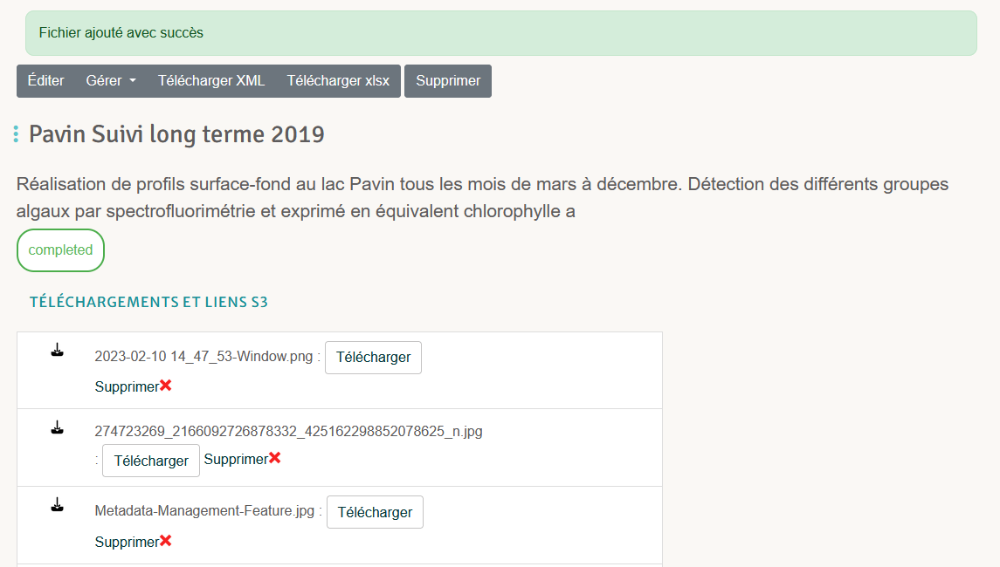 Fichier ajouté avec succès
Éditer Gérer Télécharger XML Télécharger xlsx Supprimer
Pavin Suivi long terme 2019
Réalisation de profils surface-fond au lac Pavin tous les mois de mars à décembre. Détection des différents groupes
algaux par spectrofluorimétrie et exprimé en équivalent chlorophylle a
completed
TÉLÉCHARGEMENTS ET LIENS S3
2023-02-10 14_47_53-Window.png : Télécharger
Supprimer
274723269_2166092726878332_425162298852078625_n.jpg
: Télécharger Supprimer
Metadata-Management-Feature.jpg : Télécharger
Supprimer